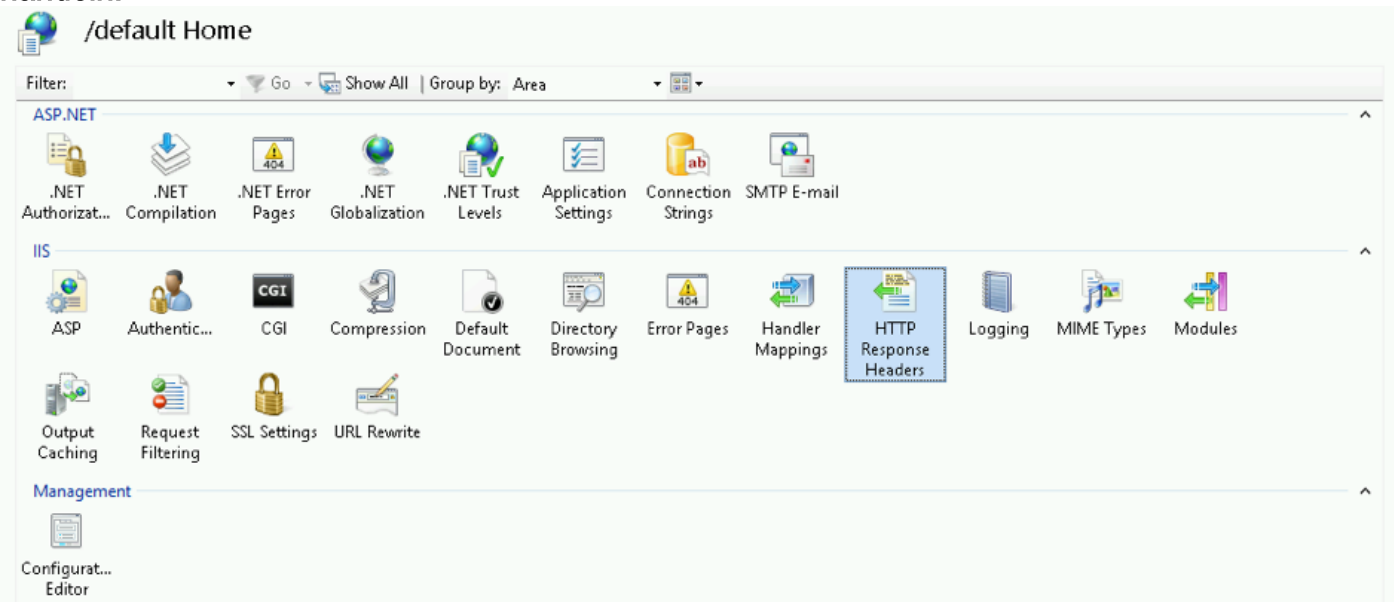 /default Home
Filter: Go Show All Group by: Area
ASP.NET
.NET Authorizat... .NET Compilation .NET Error Pages .NET Globalization .NET Trust Levels Application Settings Connection Strings SMTP E-mail
404
ab
IIS
CGI
404
ASP Authentic... CGI Compression Default Document Directory Browsing Error Pages Handler Mappings HTTP Response Headers Logging MIME Types Modules
Output Caching Request Filtering SSL Settings URL Rewrite
Management
Configurat... Editor